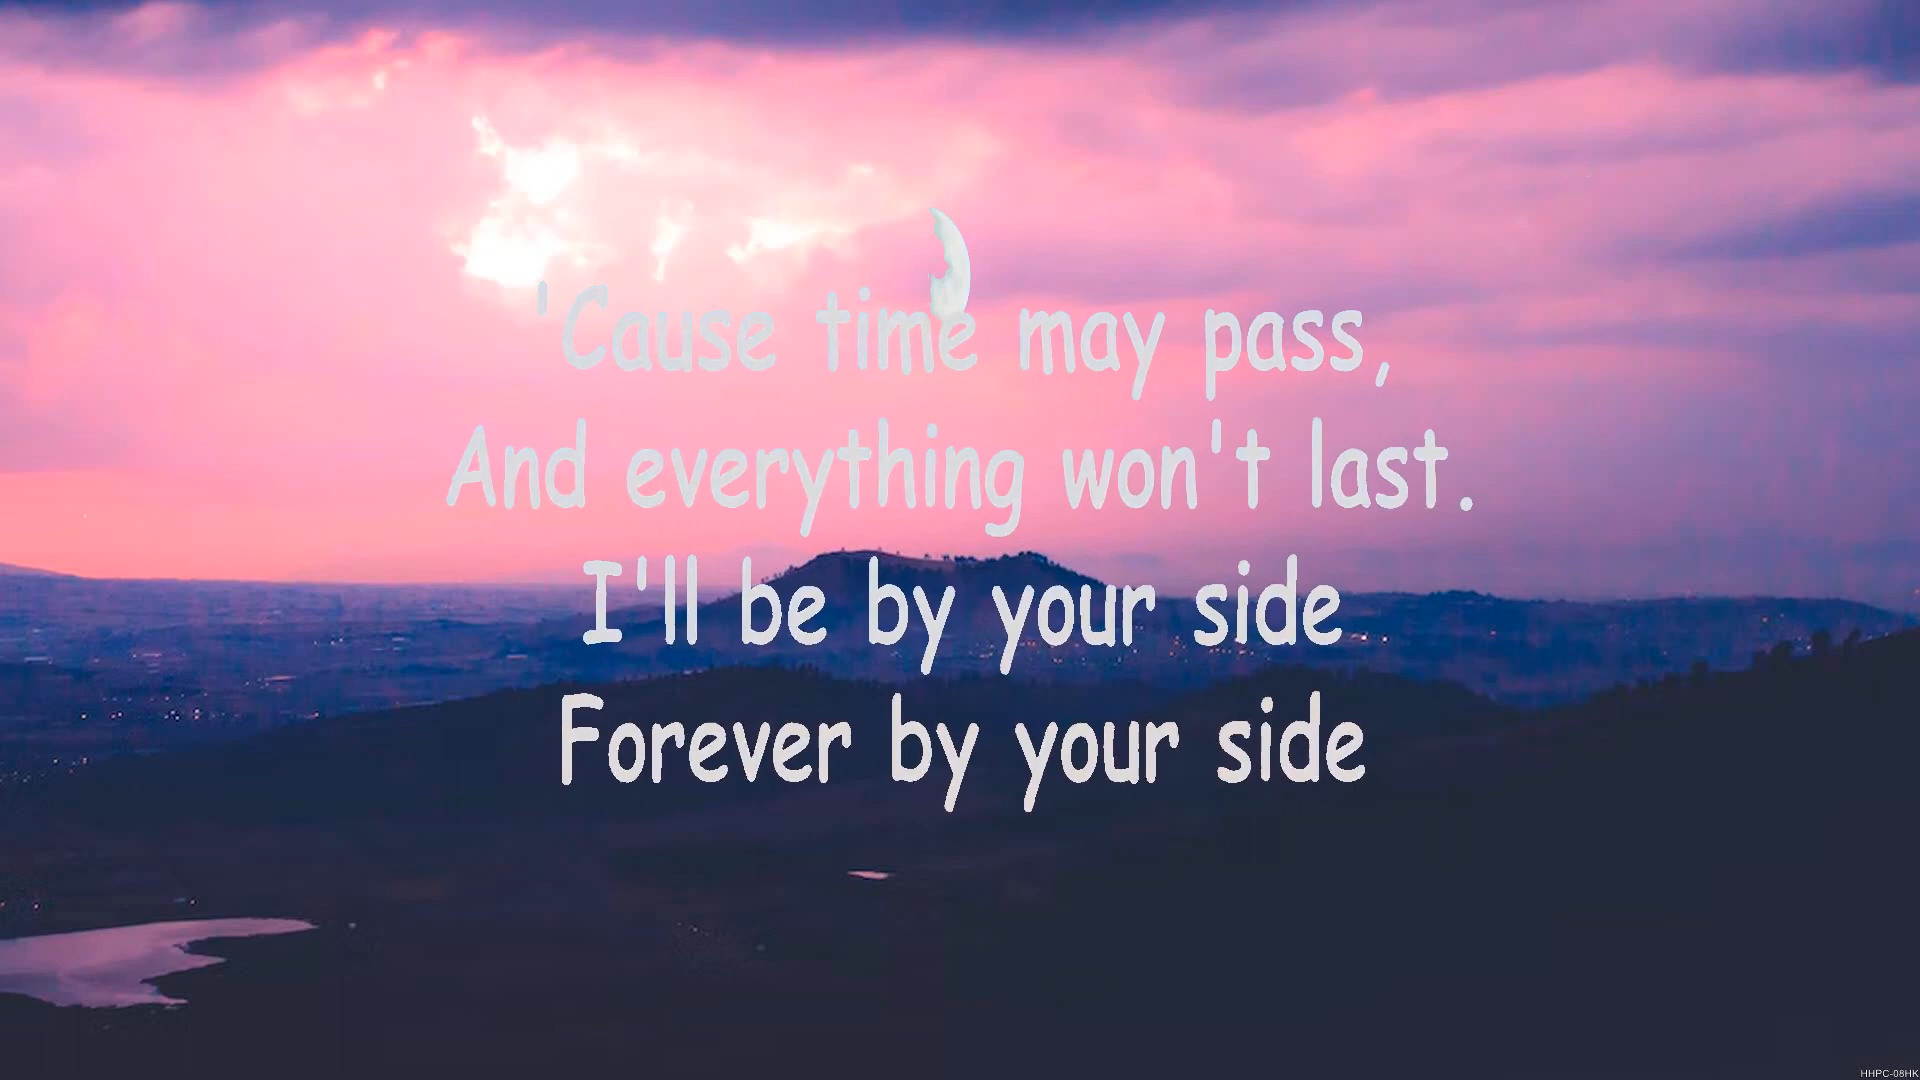 'Cause time may pass,
And everything won't last.
I'll be by your side
Forever by your side
HHPC-08HK